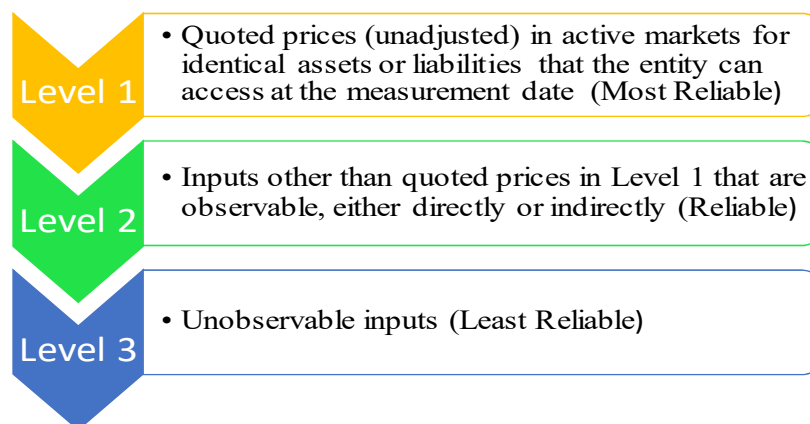 Level 1
• Quoted prices (unadjusted) in active markets for
identical assets or liabilities that the entity can
access at the measurement date (Most Reliable)
Level 2
• Inputs other than quoted prices in Level 1 that are
observable, either directly or indirectly (Reliable)
Level 3
• Unobservable inputs (Least Reliable)